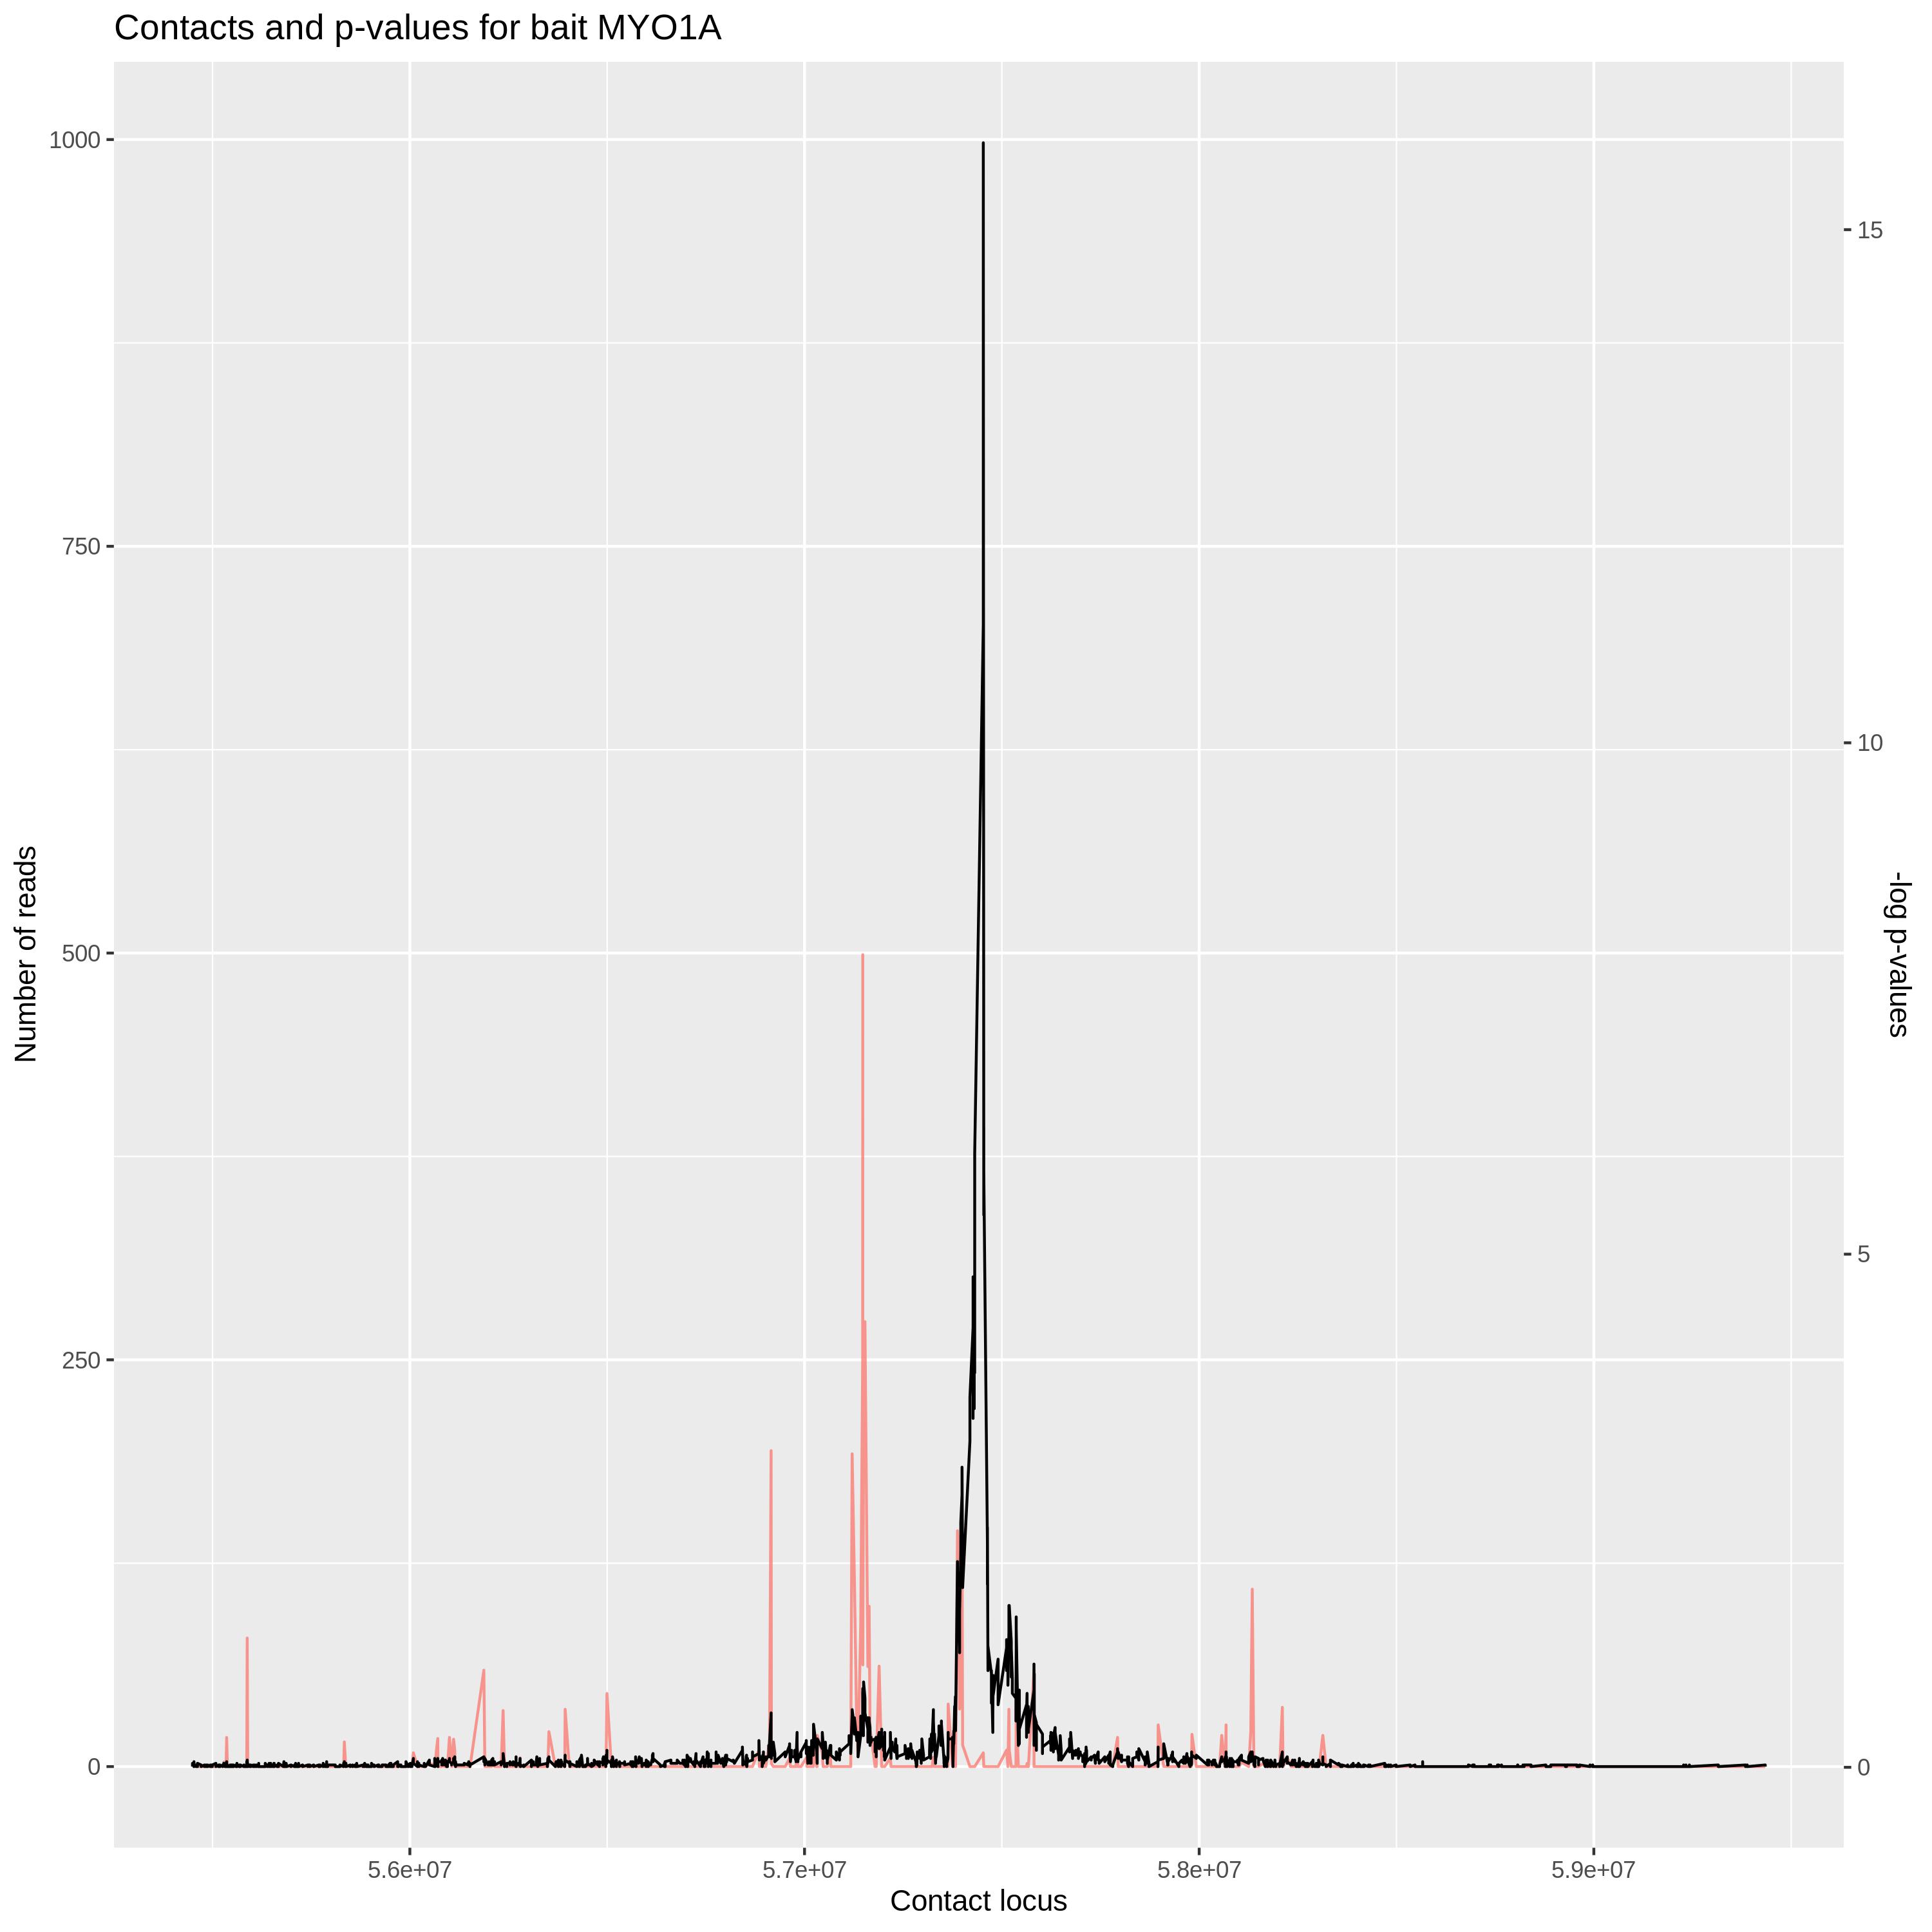 Contacts and p-values for bait MYO1A
1000
750
500
250
0
Number of reads
15
10
5
0
-log p-values
5.6e+07
5.7e+07
5.8e+07
5.9e+07
Contact locus